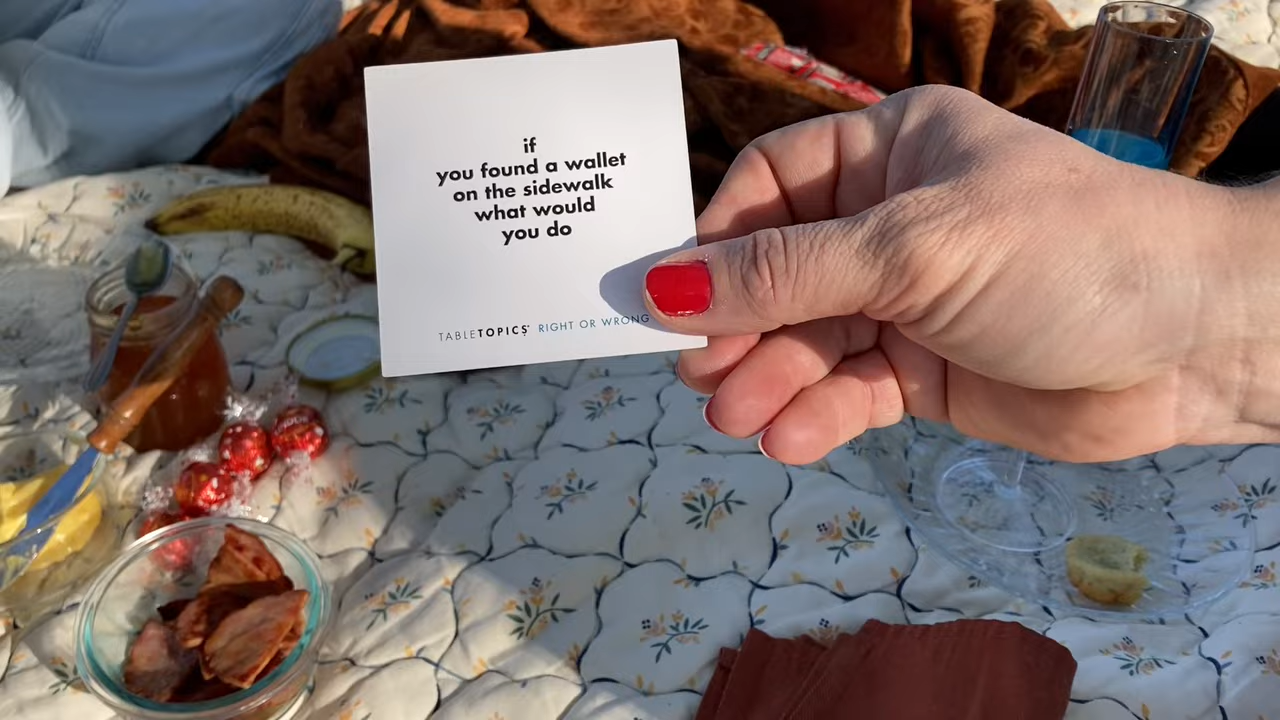 if
you found a wallet
on the sidewalk
what would
you do
TABLETOPICS RIGHT OR WRONG